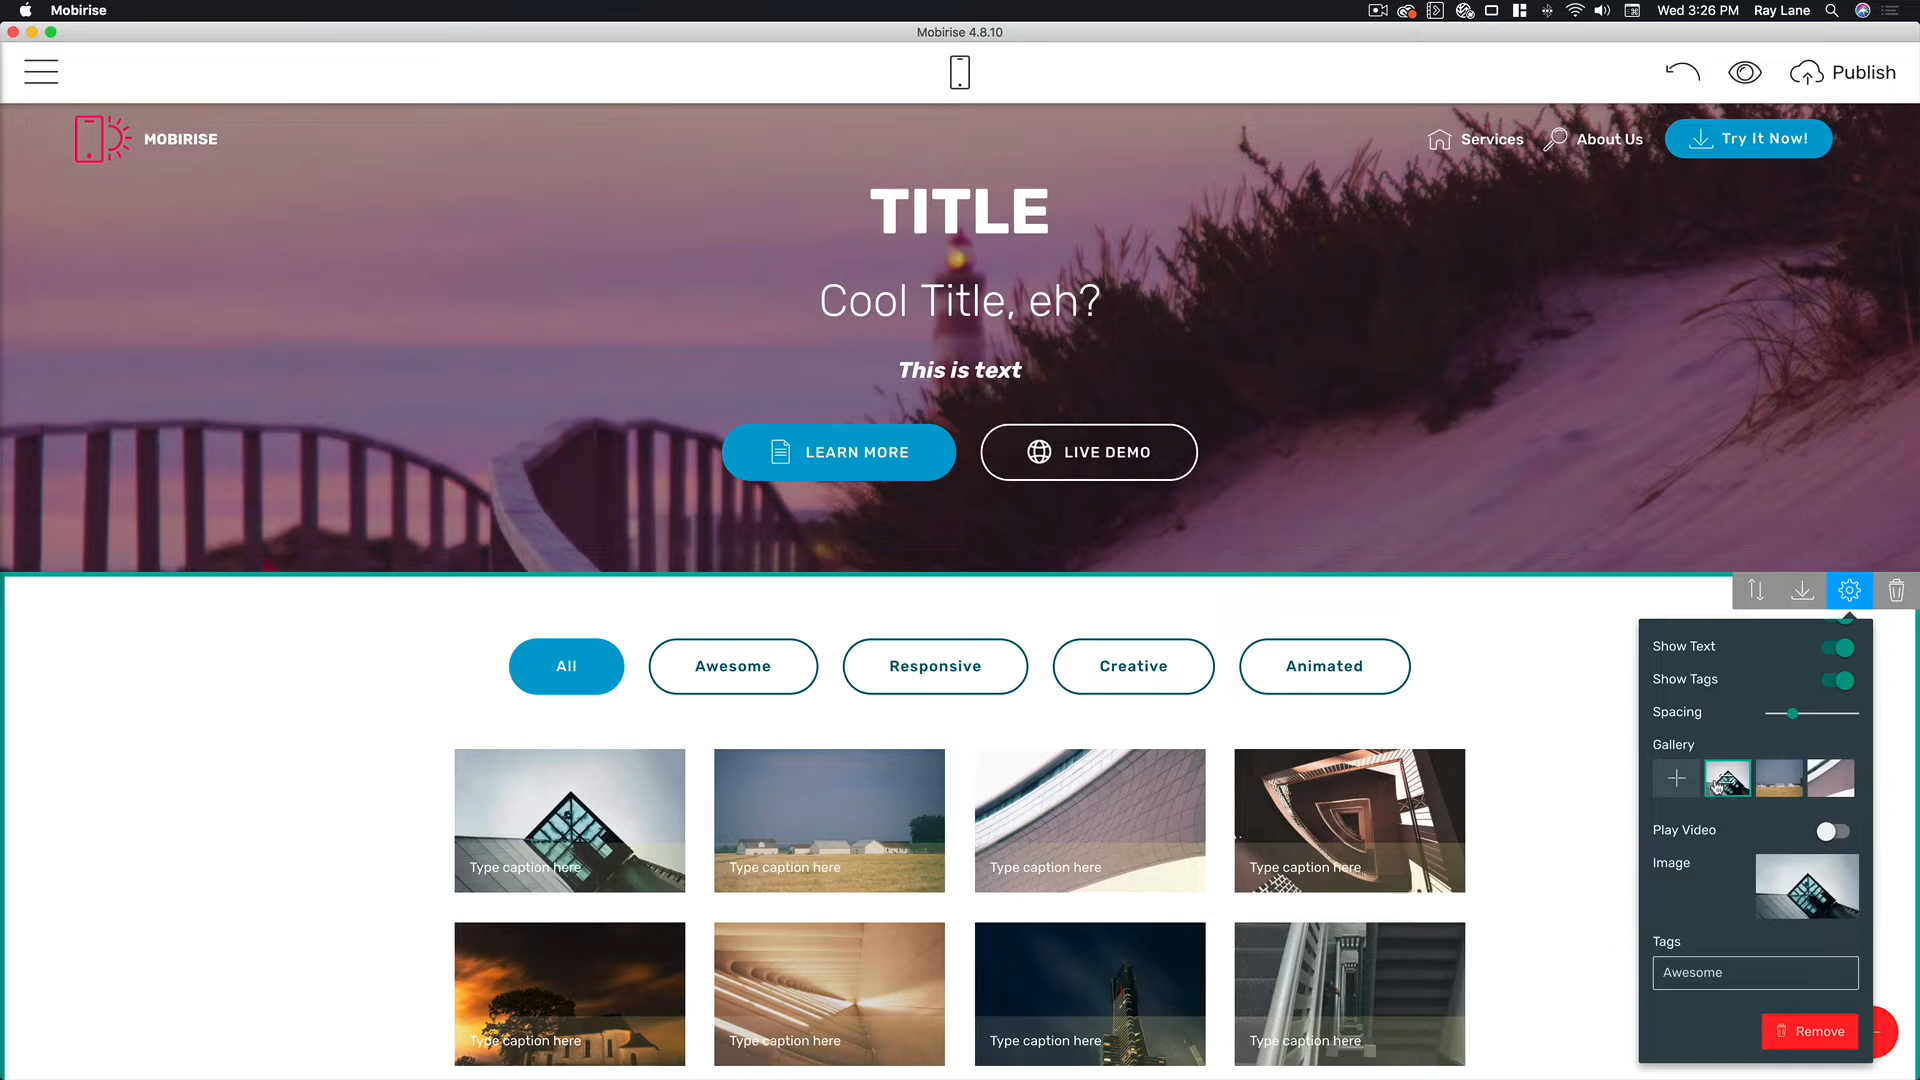 Mobirise
Wed 3:26 PM Ray Lane
Mobirise 4.8.10
Publish
MOBIRISE
Services About Us Try It Now!
TITLE
Cool Title, eh?
This is text
LEARN MORE LIVE DEMO
All Awesome Responsive Creative Animated
Show Text
Show Tags
Spacing
Gallery
Play Video
Image
Type caption here Type caption here Type caption here Type caption here
Tags
Awesome
Remove
Type caption here Type caption here Type caption here Type caption here